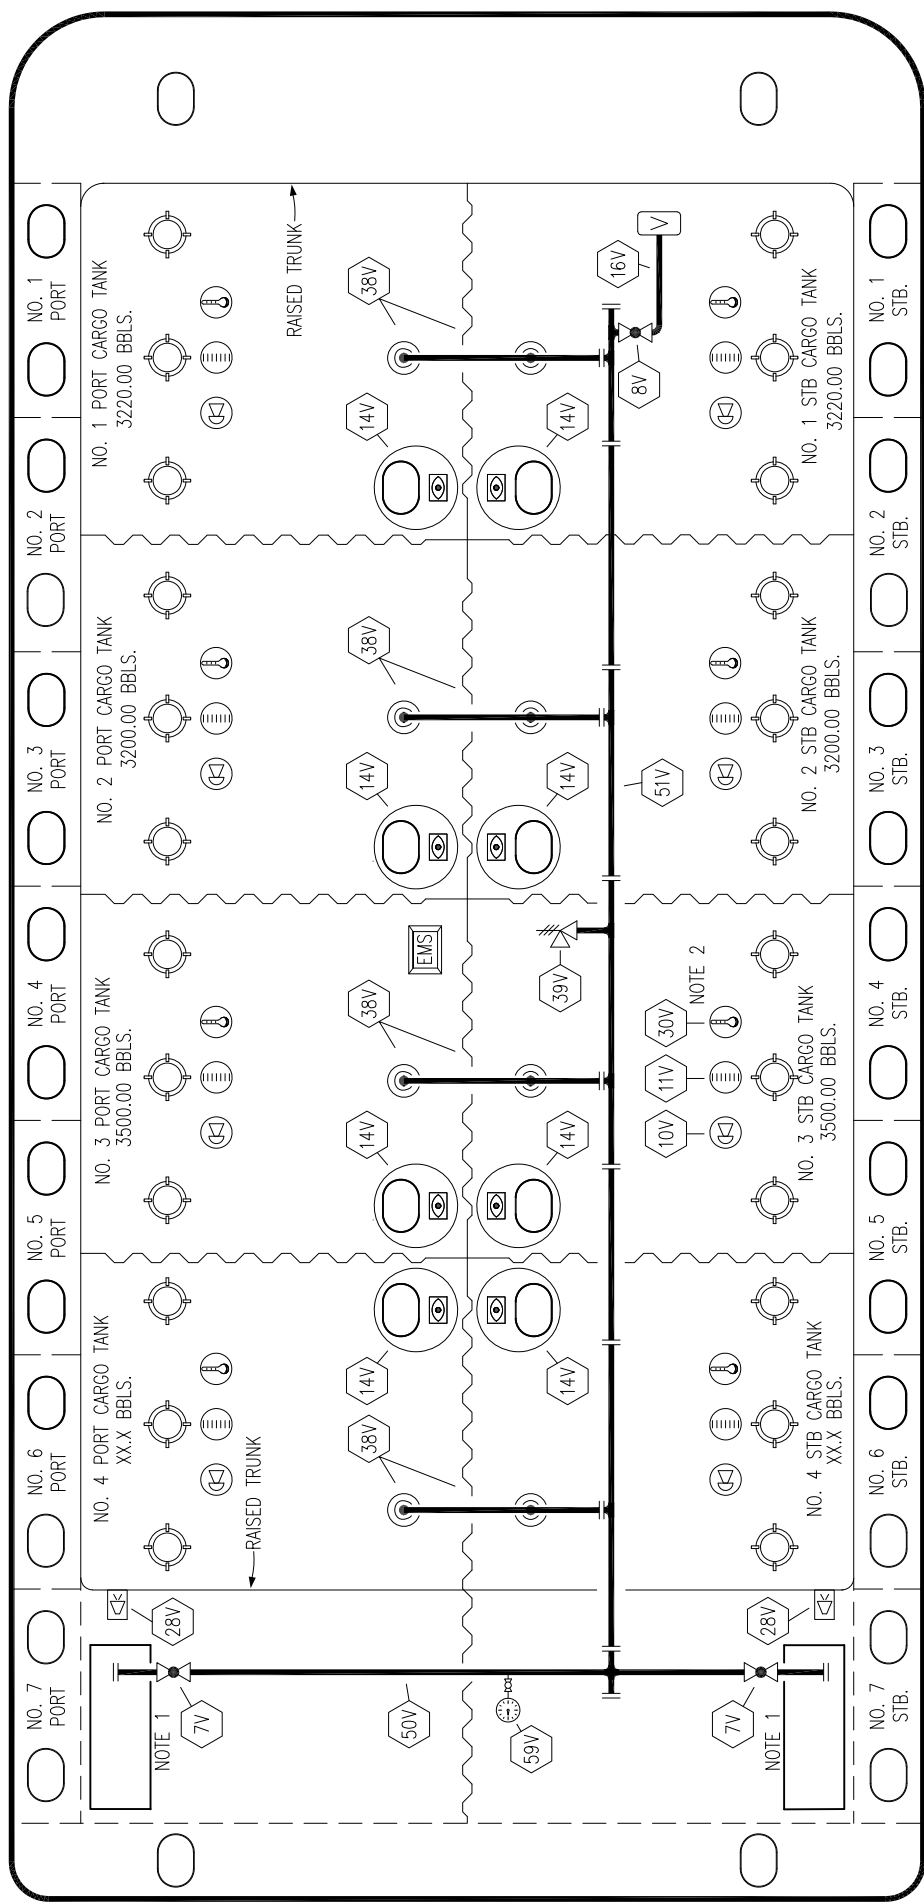 NO. 7
PORT
NO. 6
PORT
NO. 5
PORT
NO. 4
PORT
NO. 3
PORT
NO. 2
PORT
NO. 1
PORT
NO. 4 PORT CARGO TANK
XX.X BBLS.
NO. 3 PORT CARGO TANK
3500.00 BBLS.
NO. 2 PORT CARGO TANK
3200.00 BBLS.
NO. 1 PORT CARGO TANK
3220.00 BBLS.
28V
NOTE 1
7V
RAISED TRUNK
RAISED TRUNK
50V
38V
14V
14V
38V
EMS
14V
38V
14V
38V
59V
14V
14V
39V
14V
14V
16V
8V
51V
7V
NOTE 1
28V
10V
11V
30V
NOTE 2
NO. 4 STB CARGO TANK
XX.X BBLS.
NO. 3 STB CARGO TANK
3500.00 BBLS.
NO. 2 STB CARGO TANK
3200.00 BBLS.
NO. 1 STB CARGO TANK
3220.00 BBLS.
V
NO. 7
STB.
NO. 6
STB.
NO. 5
STB.
NO. 4
STB.
NO. 3
STB.
NO. 2
STB.
NO. 1
STB.